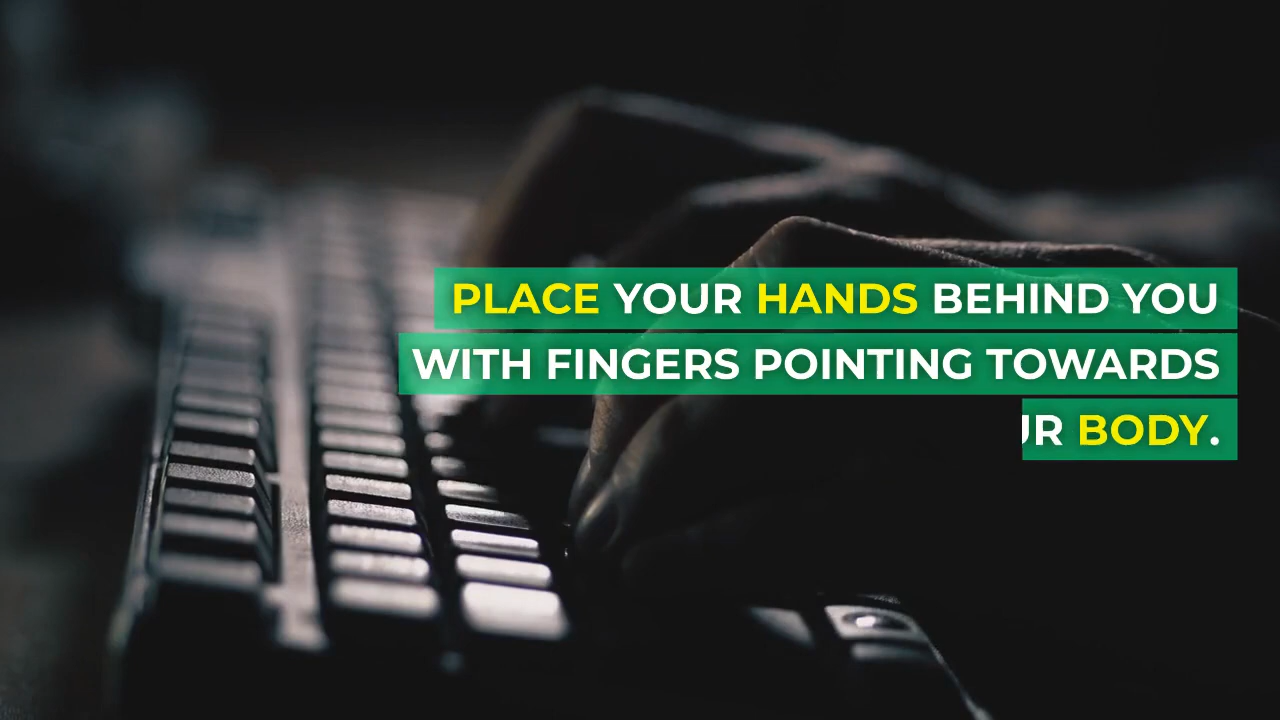 PLACE YOUR HANDS BEHIND YOU
WITH FINGERS POINTING TOWARDS
UR BODY.